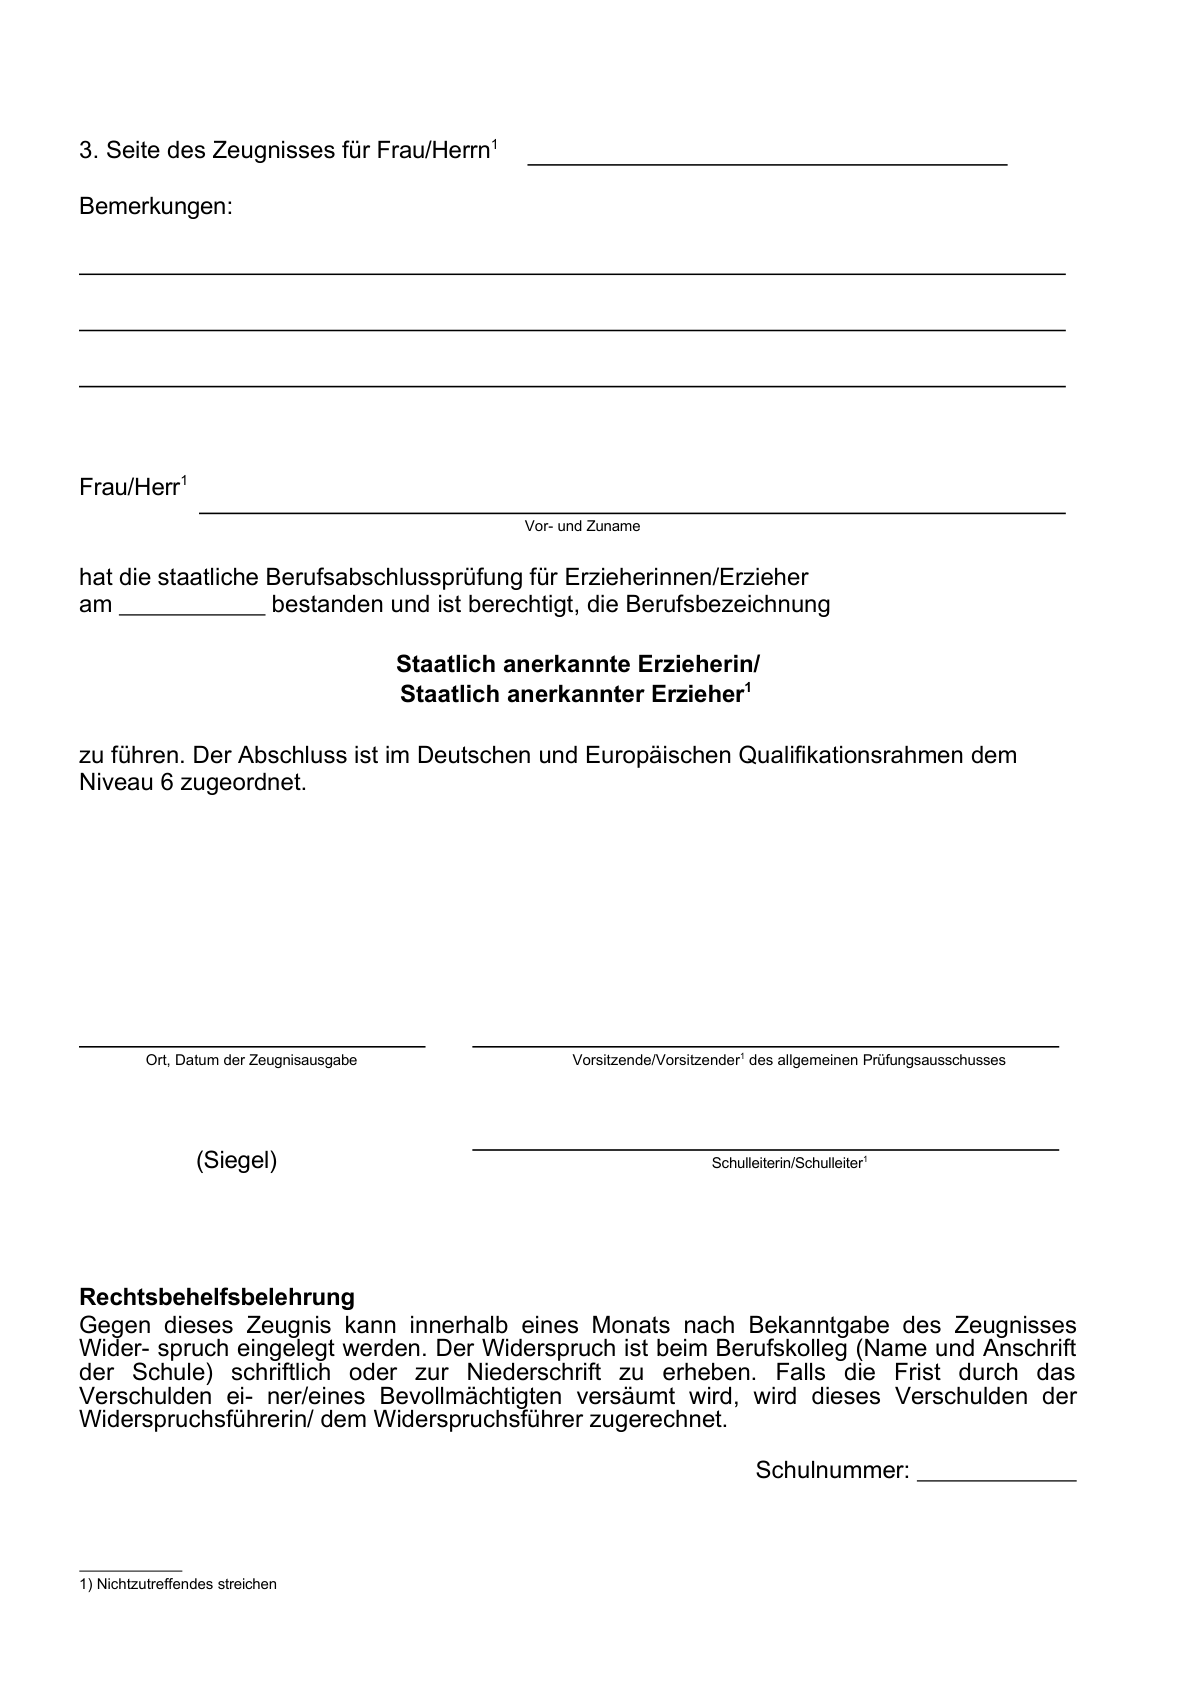 3. Seite des Zeugnisses für Frau/Herrn¹ ____________________
Bemerkungen:
Frau/Herr¹
Vor- und Zuname
hat die staatliche Berufsabschlussprüfung für Erzieherinnen/Erzieher
am ___________ bestanden und ist berechtigt, die Berufsbezeichnung
Staatlich anerkannte Erzieherin/
Staatlich anerkannter Erzieher¹
zu führen. Der Abschluss ist im Deutschen und Europäischen Qualifikationsrahmen dem
Niveau 6 zugeordnet.
Ort, Datum der Zeugnisausgabe
Vorsitzende/Vorsitzender¹ des allgemeinen Prüfungsausschusses
(Siegel)
Schulleiterin/Schulleiter¹
Rechtsbehelfsbelehrung
Gegen dieses Zeugnis kann innerhalb eines Monats nach Bekanntgabe des Zeugnisses
Wider- spruch eingelegt werden. Der Widerspruch ist beim Berufskolleg (Name und Anschrift
der Schule) schriftlich oder zur Niederschrift zu erheben. Falls die Frist durch das
Verschulden ei- ner/eines Bevollmächtigten versäumt wird, wird dieses Verschulden der
Widerspruchsführerin/ dem Widerspruchsführer zugerechnet.
Schulnummer: ____________
1) Nichtzutreffendes streichen